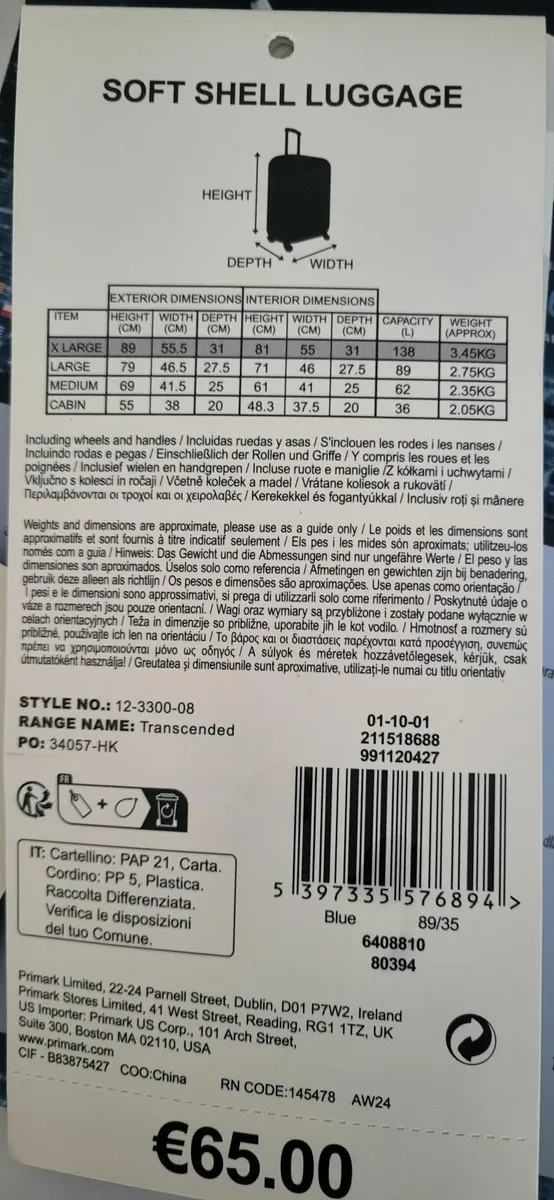 SOFT SHELL LUGGAGE
HEIGHT
DEPTH WIDTH
EXTERIOR DIMENSIONS INTERIOR DIMENSIONS
ITEM HEIGHT (CM) WIDTH (CM) DEPTH (CM) HEIGHT (CM) WIDTH (CM) DEPTH (CM) CAPACITY (L) WEIGHT (APPROX)
X LARGE 89 55.5 31 81 55 31 138 3.45KG
LARGE 79 46.5 27.5 71 46 27.5 89 2.75KG
MEDIUM 69 41.5 25 61 41 25 62 2.35KG
CABIN 55 38 20 48.3 37.5 20 36 2.05KG
Including wheels and handles / Incluidas ruedas y asas / S'inclouen les rodes i les nanses /
Incluindo rodas e pegas / Einschließlich der Rollen und Griffe / Y compris les roues et les
poignées / Inclusief wielen en handgrepen / Incluse ruote e maniglie /Z kółkami i uchwytami /
Vključno s kolesci in ročaji / Včetně koleček a madel / Vrátane koliesok a rukovätí /
Περιλαμβάνονται οι τροχοί και οι χειρολαβές / Kerekekkel és fogantyúkkal / Inclusiv roți și mânere
Weights and dimensions are approximate, please use as a guide only / Le poids et les dimensions sont
approximatifs et sont fournis à titre indicatif seulement / Els pes i les mides són aproximats; utilitzeu-los
només com a guia / Hinweis: Das Gewicht und die Abmessungen sind nur ungefähre Werte / El peso y las
dimensiones son aproximados. Úselos solo como referencia / Afmetingen en gewichten zijn bij benadering,
gebruik deze alleen als richtlijn / Os pesos e dimensões são aproximações. Use apenas como orientação /
I pesi e le dimensioni sono approssimativi, si prega di utilizzarli solo come riferimento / Poskytnuté údaje o
váze a rozmerech jsou pouze orientacní. / Wagi oraz wymiary są przybliżone i zostały podane wyłącznie w
celach orientacyjnych / Teža in dimenzije so približne, uporabite jih le kot vodilo. / Hmotnosť a rozmery sú
približné, používajte ich len na orientáciu / Το βάρος και οι διαστάσεις παρέχονται κατά προσέγγιση, συνεπώς
πρέπει να χρησιμοποιούνται μόνο ως οδηγός / A súlyok és méretek hozzávetőlegesek, kérjük, csak
útmutatóként használja! / Greutatea și dimensiunile sunt aproximative, utilizați-le numai cu titlu orientativ
STYLE NO.: 12-3300-08
RANGE NAME: Transcended
PO: 34057-HK
01-10-01
211518688
991120427
FR
+
IT: Cartellino: PAP 21, Carta.
Cordino: PP 5, Plastica.
Raccolta Differenziata.
Verifica le disposizioni
del tuo Comune.
5 397335 576894 >
Blue 89/35
6408810
80394
Primark Limited, 22-24 Parnell Street, Dublin, D01 P7W2, Ireland
Primark Stores Limited, 41 West Street, Reading, RG1 1TZ, UK
US Importer: Primark US Corp., 101 Arch Street,
Suite 300, Boston MA 02110, USA
www.primark.com
CIF - B83875427 COO:China RN CODE:145478 AW24
€65.00